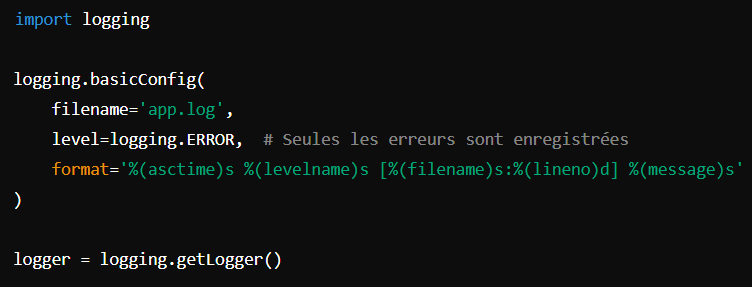 import logging

logging.basicConfig(
    filename='app.log',
    level=logging.ERROR,  # Seules les erreurs sont enregistrées
    format='%(asctime)s %(levelname)s [%(filename)s:%(lineno)d] %(message)s'
)

logger = logging.getLogger()